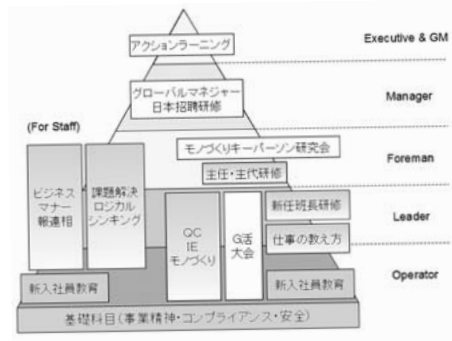 Executive & GM
アクションラーニング
Manager
グローバルマネジャー
日本招聘研修
(For Staff)
モノづくりキーパーソン研究会
Foreman
主任・主代研修
ビジネス
マナー
報連相
課題解決
ロジカル
シンキング
QC
IE
モノづくり
G活
大会
新任班長研修
Leader
仕事の教え方
Operator
新入社員教育
新入社員教育
基礎科目(事業精神・コンプライアンス・安全)